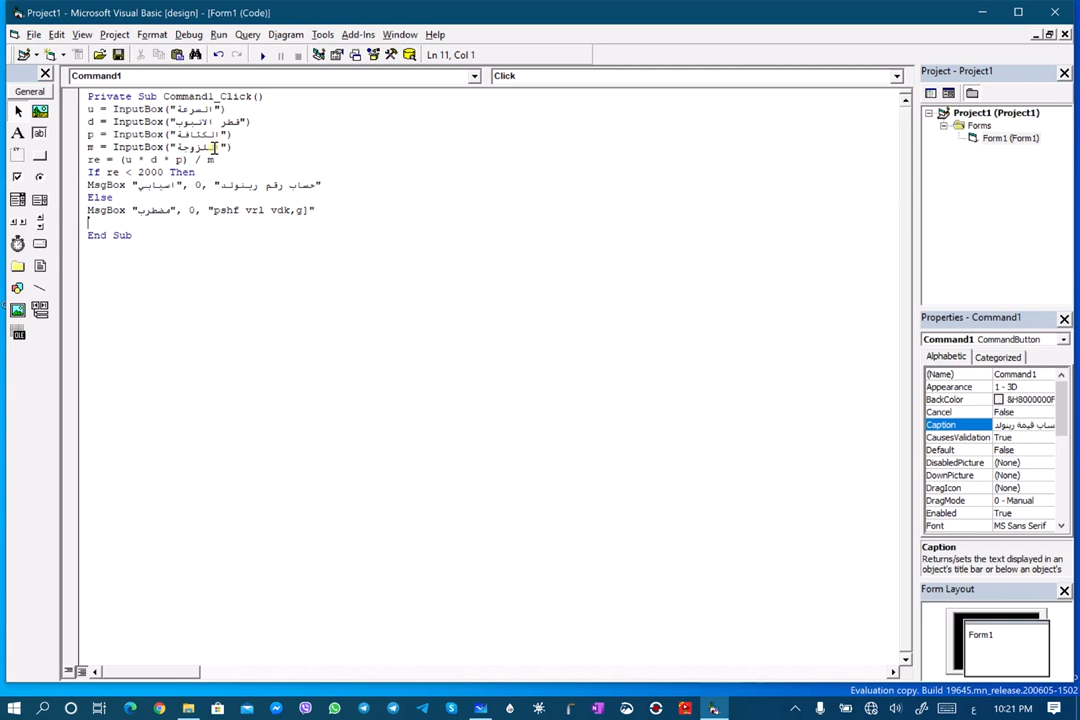 Project1 - Microsoft Visual Basic [design] - [Form1 (Code)]
File Edit View Project Format Debug Run Query Diagram Tools Add-Ins Window Help
Ln 11, Col 1
General
Command1 Click
Private Sub Command1_Click()
u = InputBox("السرعة")
d = InputBox("قطر الانبوب")
p = InputBox("الكثافة")
m = InputBox("اللزوجة")
re = (u * d * p) / m
If re < 2000 Then
MsgBox "اسيابي", 0, "حساب رقم رينولد"
Else
MsgBox "مضطرب", 0, "pshf vrl vdk,g]"
End Sub
Project - Project1
Project1 (Project1)
Forms
Form1 (Form1)
Properties - Command1
Command1 CommandButton
Alphabetic Categorized
(Name) Command1
Appearance 1 - 3D
BackColor &H8000000F
Cancel False
Caption ساب قيمة رينولد
CausesValidation True
Default False
DisabledPicture (None)
DownPicture (None)
DragIcon (None)
DragMode 0 - Manual
Enabled True
Font MS Sans Serif
Caption
Returns/sets the text displayed in an
object's title bar or below an object's
Form Layout
Form1
Evaluation copy. Build 19645.mn_release.200605-1502
ع 10:21 PM